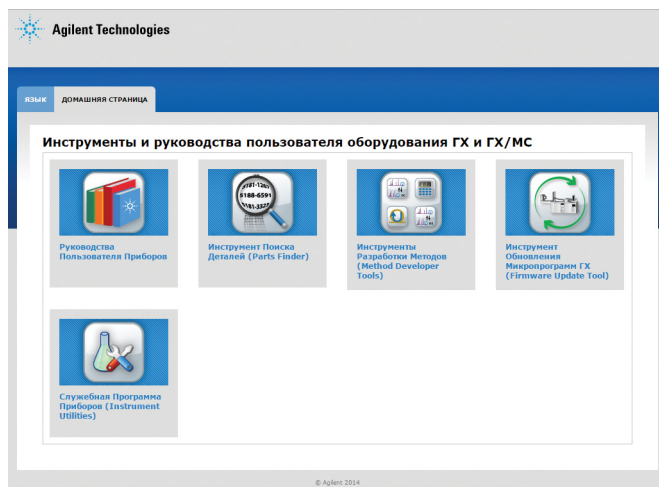 Agilent Technologies
ЯЗЫК ДОМАШНЯЯ СТРАНИЦА
Инструменты и руководства пользователя оборудования ГХ и ГХ/МС
Руководства
Пользователя Приборов
5188-6591
Инструмент Поиска
Деталей (Parts Finder)
Инструменты
Разработки Методов
(Method Developer
Tools)
Инструмент
Обновления
Микропрограмм ГХ
(Firmware Update Tool)
Служебная Программа
Приборов (Instrument
Utilities)
© Agilent 2014